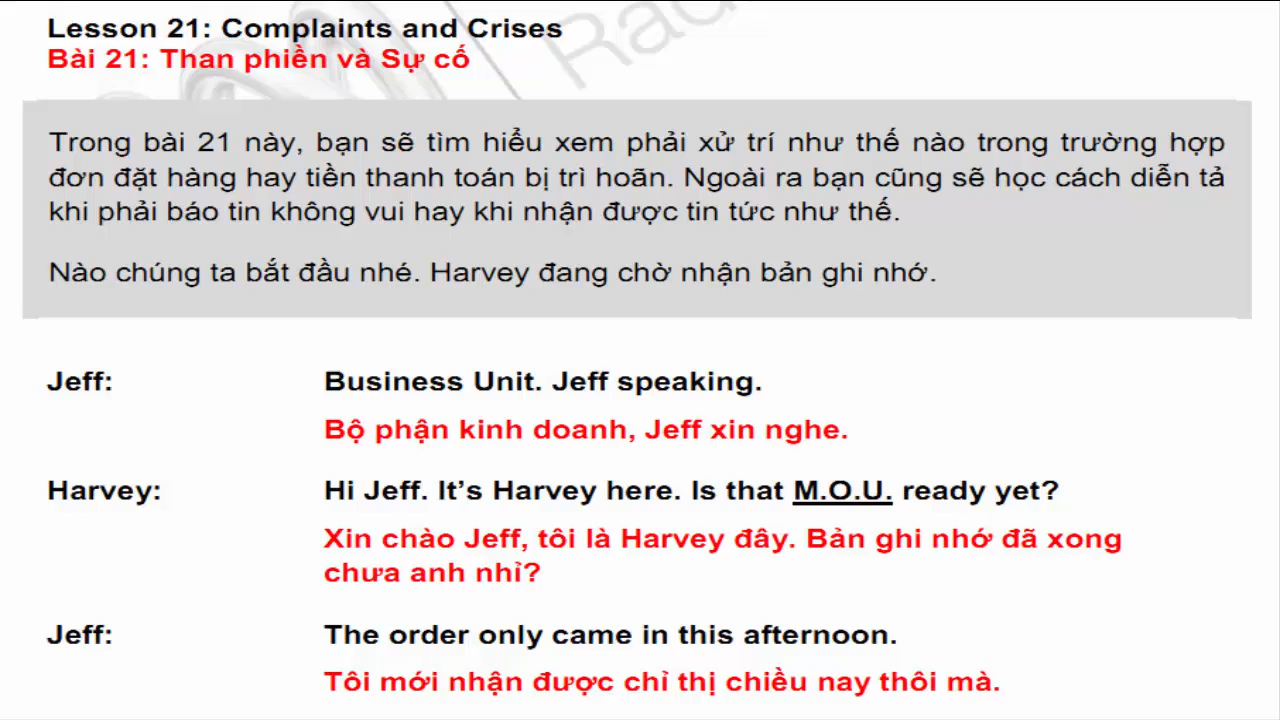 Lesson 21: Complaints and Crises
Bài 21: Than phiền và Sự cố
Trong bài 21 này, bạn sẽ tìm hiểu xem phải xử trí như thế nào trong trường hợp
đơn đặt hàng hay tiền thanh toán bị trì hoãn. Ngoài ra bạn cũng sẽ học cách diễn tả
khi phải báo tin không vui hay khi nhận được tin tức như thế.
Nào chúng ta bắt đầu nhé. Harvey đang chờ nhận bản ghi nhớ.
Jeff: Business Unit. Jeff speaking.
Bộ phận kinh doanh, Jeff xin nghe.
Harvey: Hi Jeff. It’s Harvey here. Is that M.O.U. ready yet?
Xin chào Jeff, tôi là Harvey đây. Bản ghi nhớ đã xong
chưa anh nhỉ?
Jeff: The order only came in this afternoon.
Tôi mới nhận được chỉ thị chiều nay thôi mà.